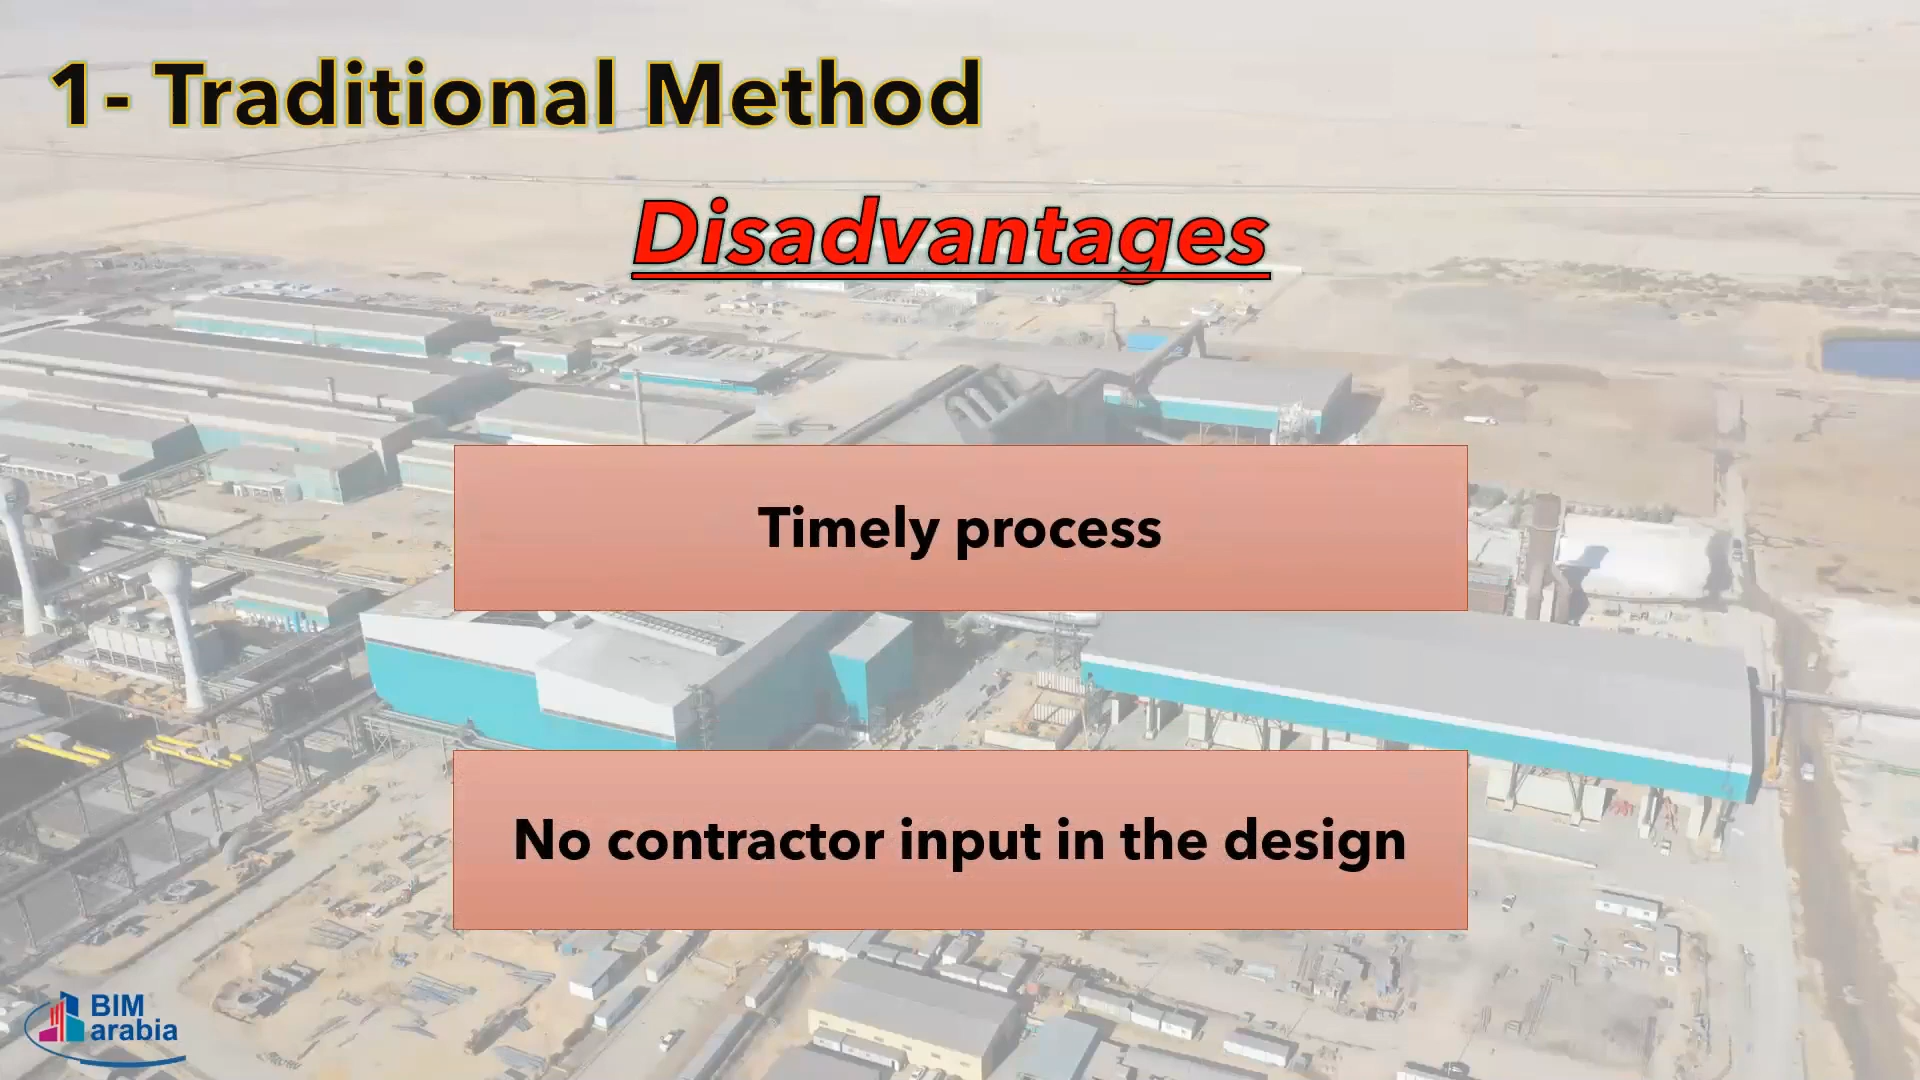 1- Traditional Method
Disadvantages
Timely process
No contractor input in the design
BIM
arabia